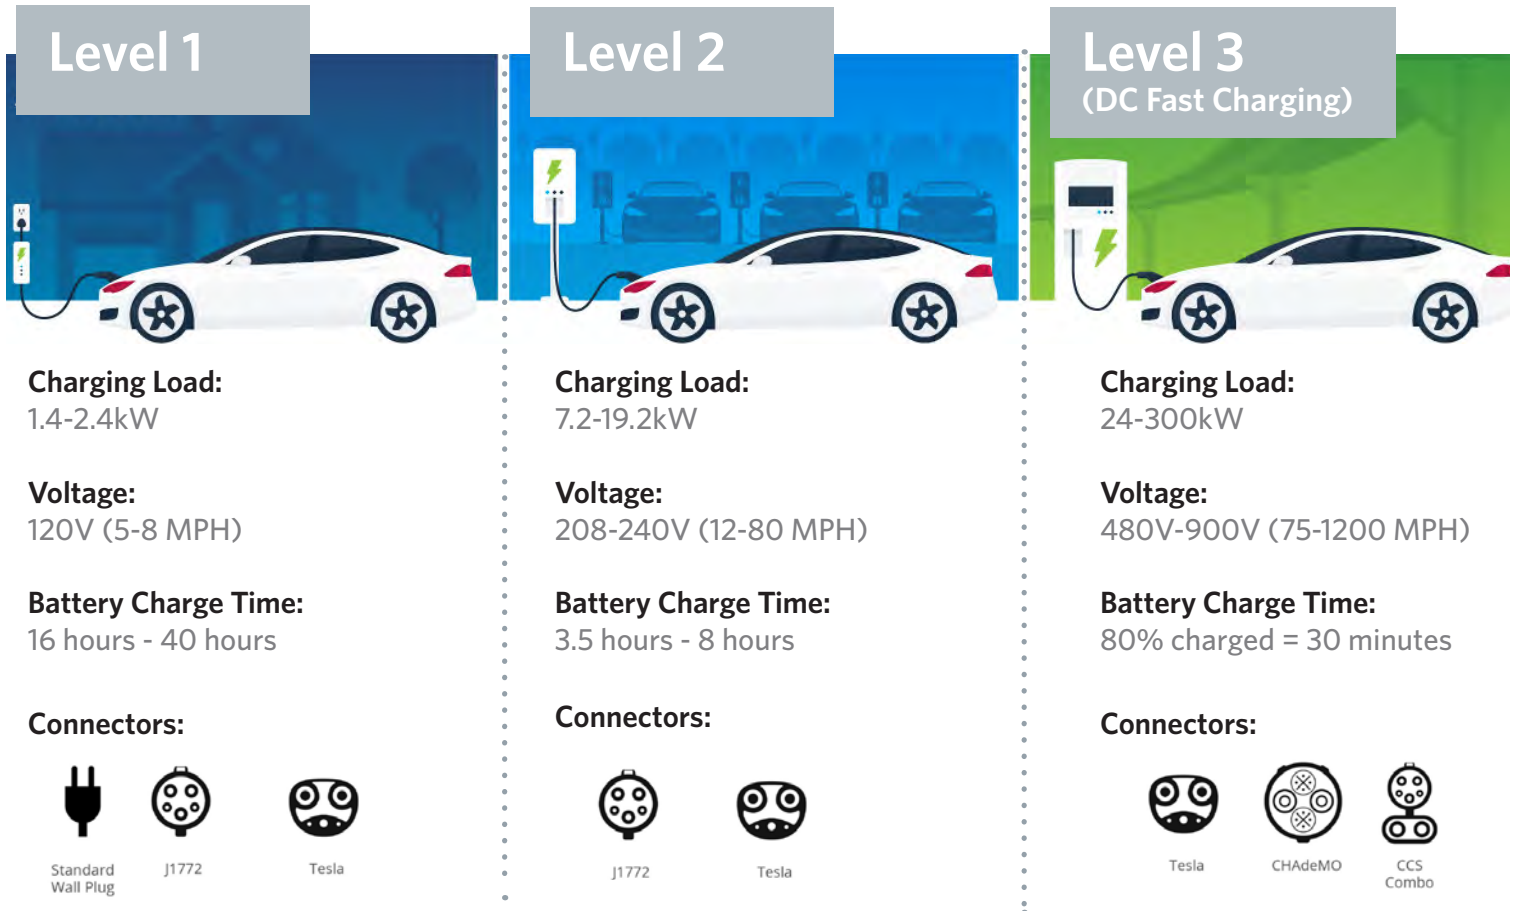 Level 1
Charging Load:
1.4-2.4kW
Voltage:
120V (5-8 MPH)
Battery Charge Time:
16 hours - 40 hours
Connectors:
Standard
Wall Plug
J1772
Tesla
Level 2
Charging Load:
7.2-19.2kW
Voltage:
208-240V (12-80 MPH)
Battery Charge Time:
3.5 hours - 8 hours
Connectors:
J1772
Tesla
Level 3
(DC Fast Charging)
Charging Load:
24-300kW
Voltage:
480V-900V (75-1200 MPH)
Battery Charge Time:
80% charged = 30 minutes
Connectors:
Tesla
CHAdeMO
CCS
Combo